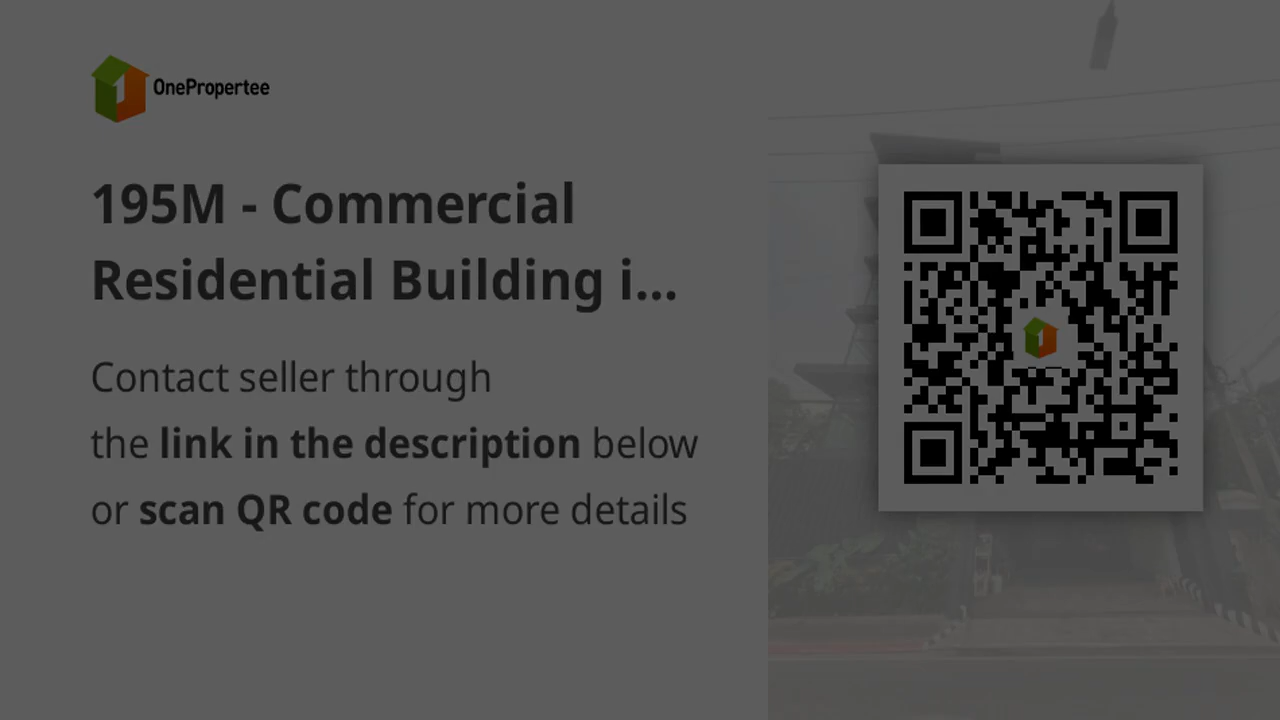 OnePropertee
195M - Commercial
Residential Building i...
Contact seller through
the link in the description below
or scan QR code for more details